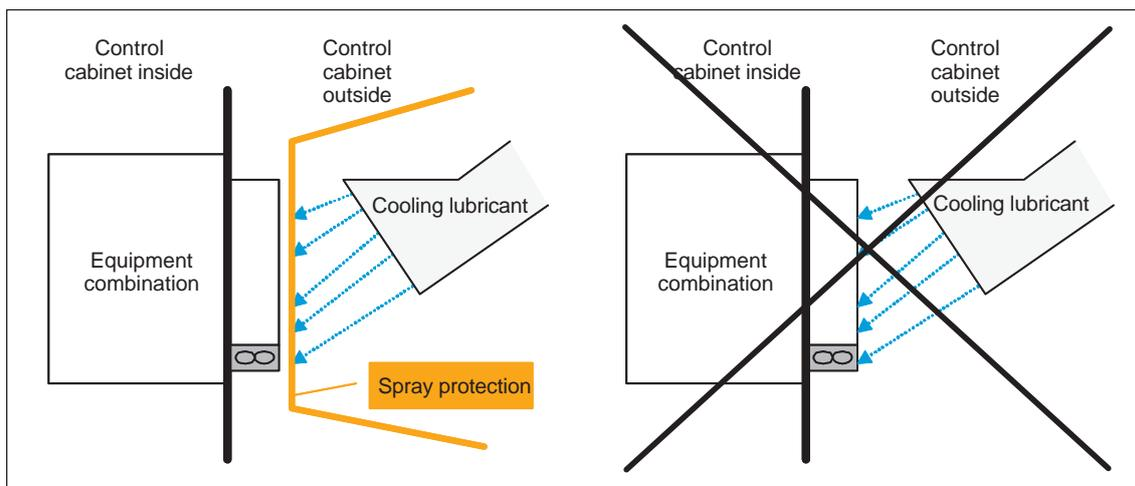 Control
cabinet inside
Control
cabinet
outside
Equipment
combination
Cooling lubricant
Spray protection
Control
cabinet inside
Control
cabinet
outside
Equipment
combination
Cooling lubricant